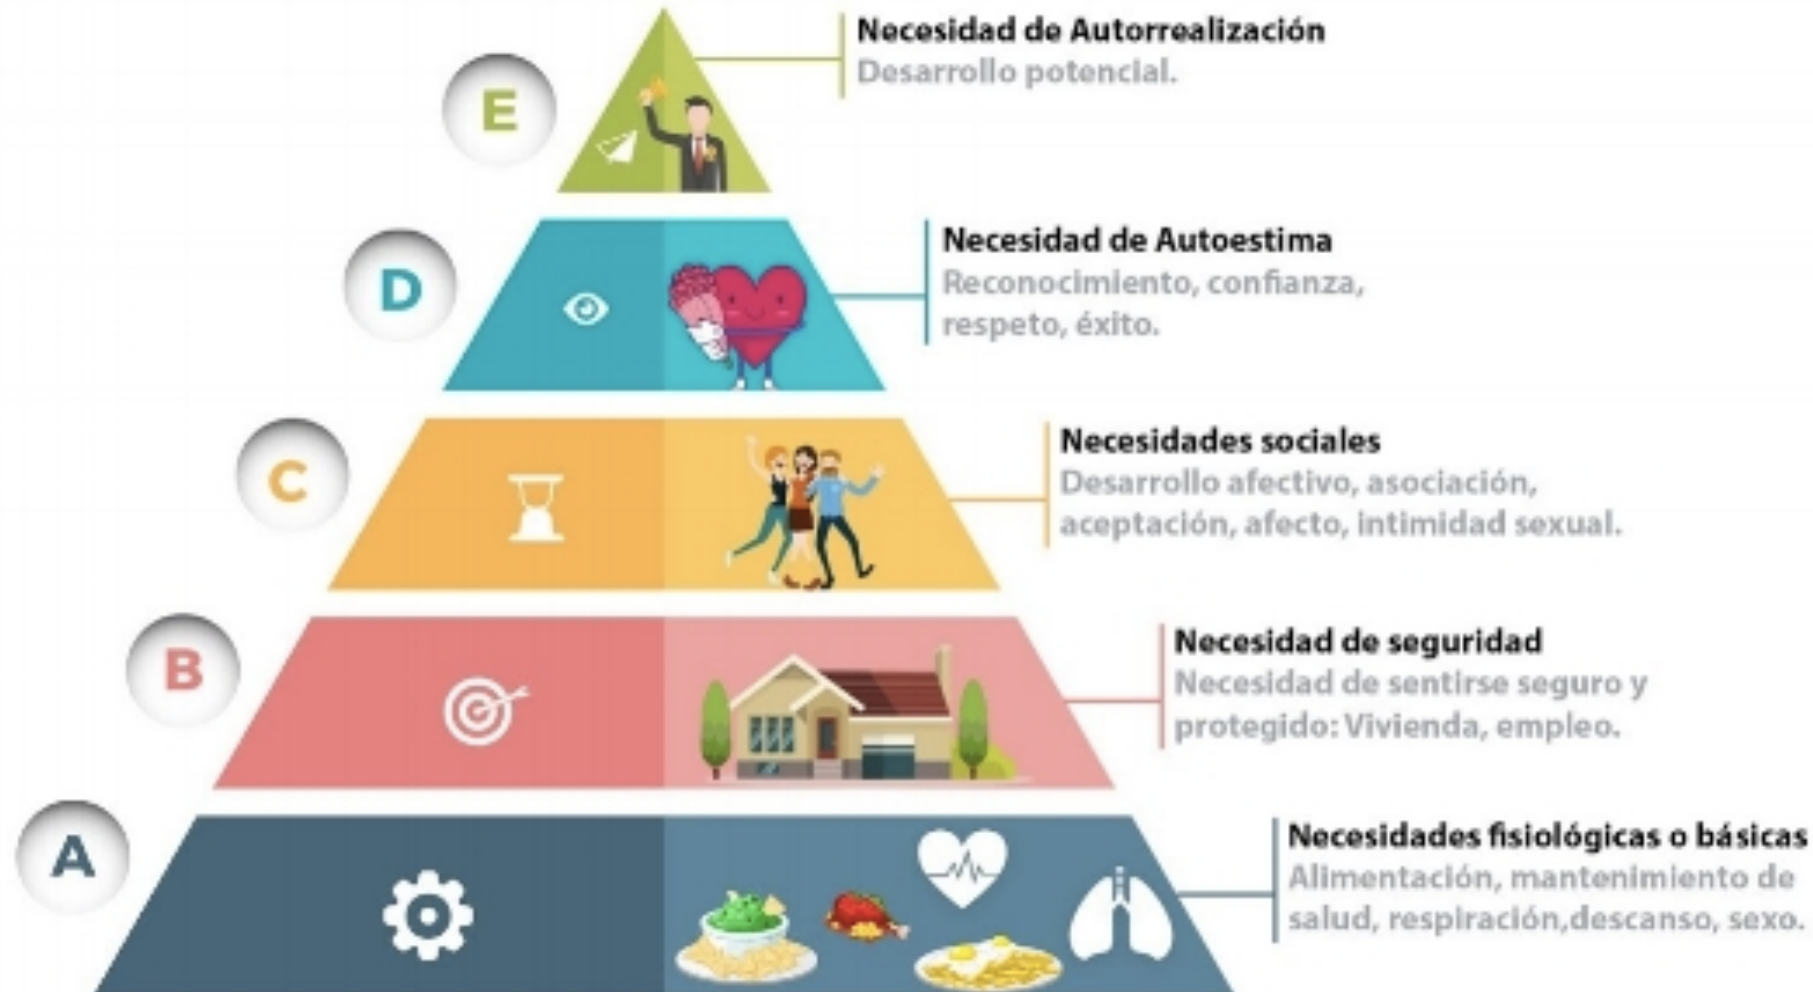 E
Necesidad de Autorrealización
Desarrollo potencial.
D
Necesidad de Autoestima
Reconocimiento, confianza,
respeto, éxito.
C
Necesidades sociales
Desarrollo afectivo, asociación,
aceptación, afecto, intimidad sexual.
B
Necesidad de seguridad
Necesidad de sentirse seguro y
protegido: Vivienda, empleo.
A
Necesidades fisiológicas o básicas
Alimentación, mantenimiento de
salud, respiración,descanso, sexo.